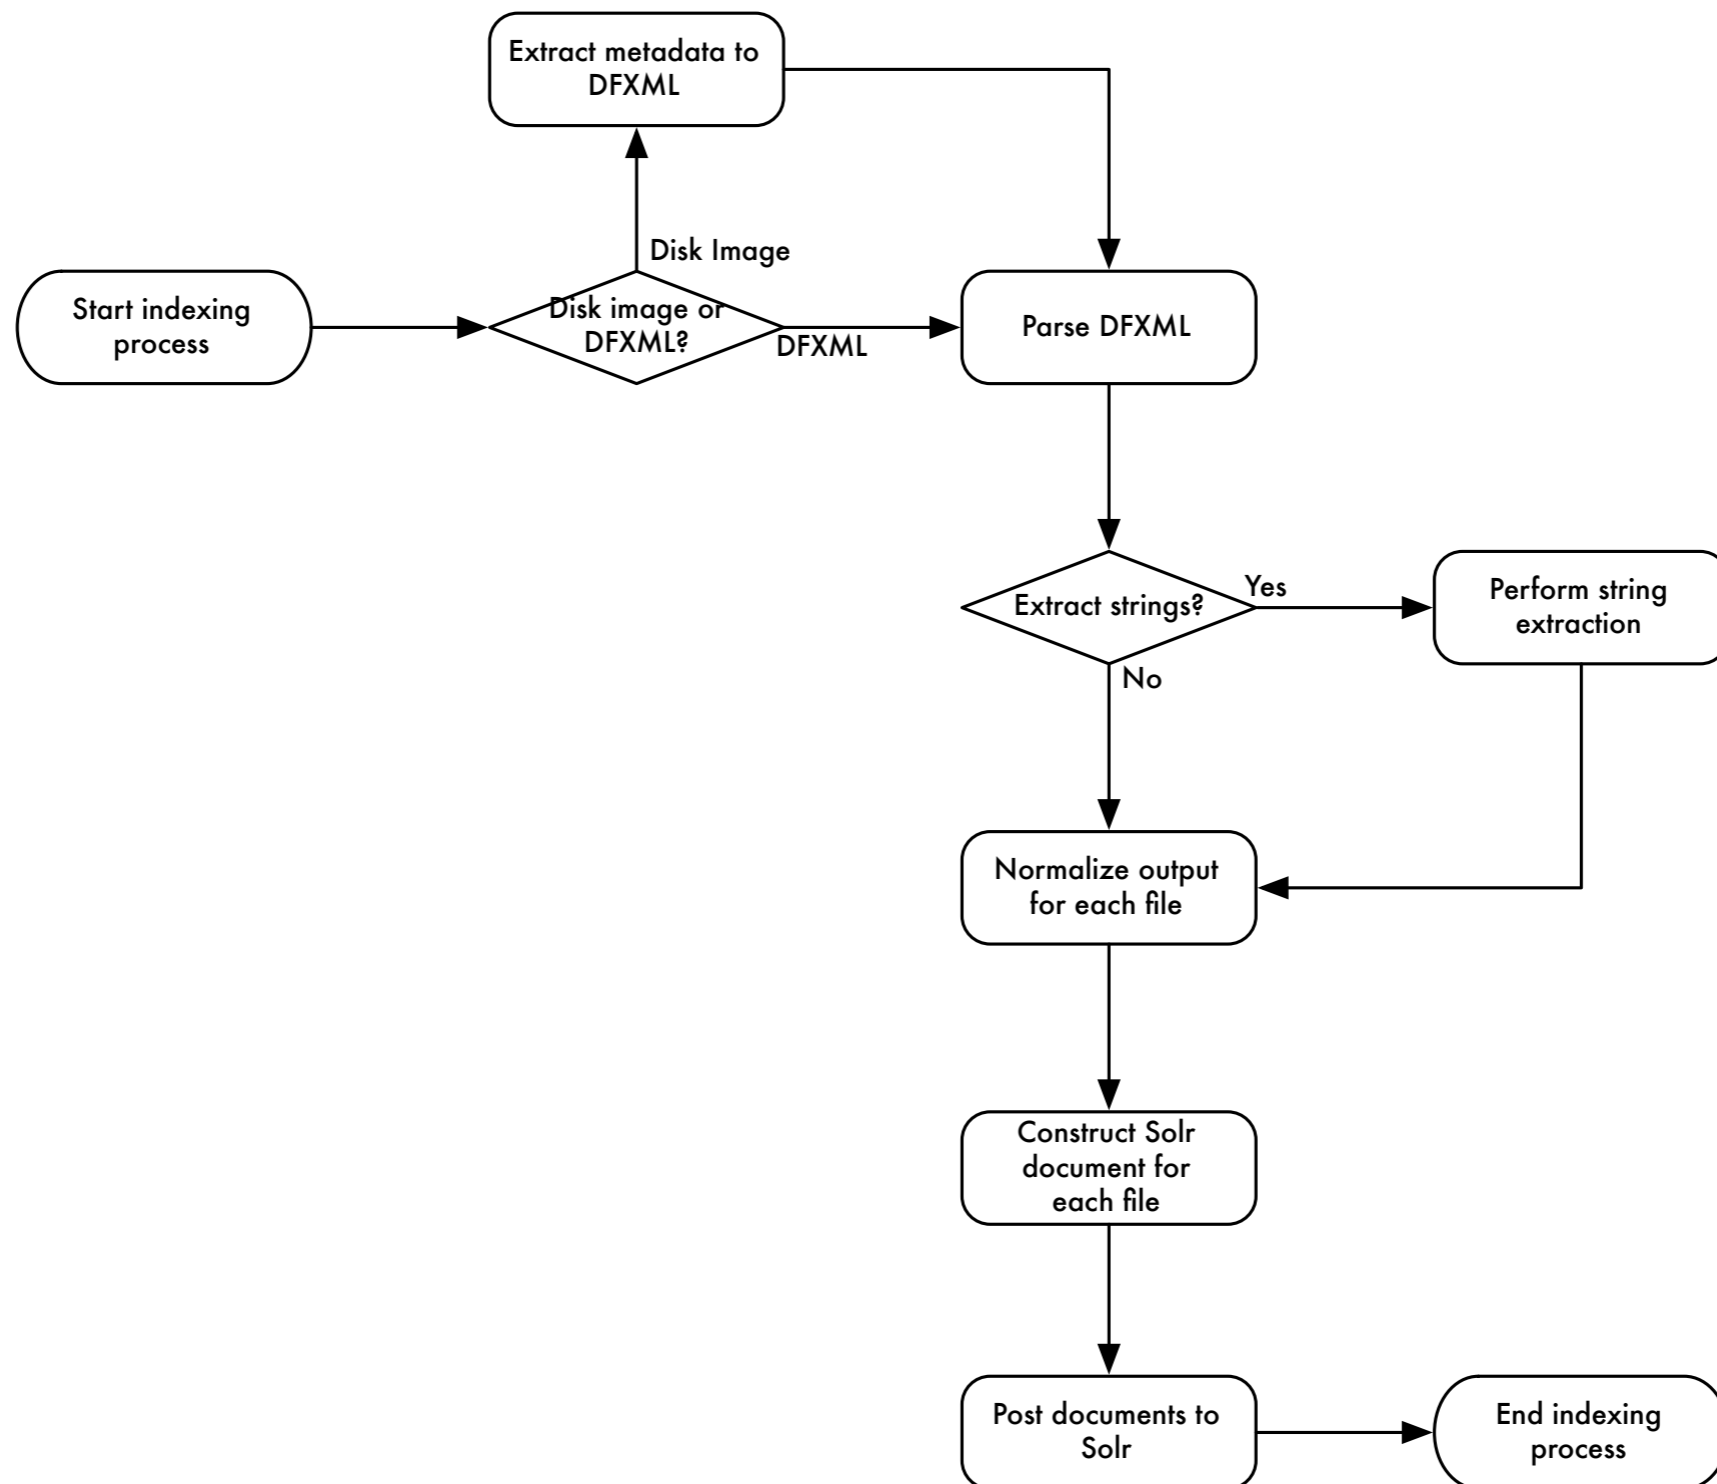 Extract metadata to
DFXML
Disk Image
Start indexing
process
Disk image or
DFXML?
DFXML
Parse DFXML
Extract strings?
Yes
Perform string
extraction
No
Normalize output
for each file
Construct Solr
document for
each file
Post documents to
Solr
End indexing
process